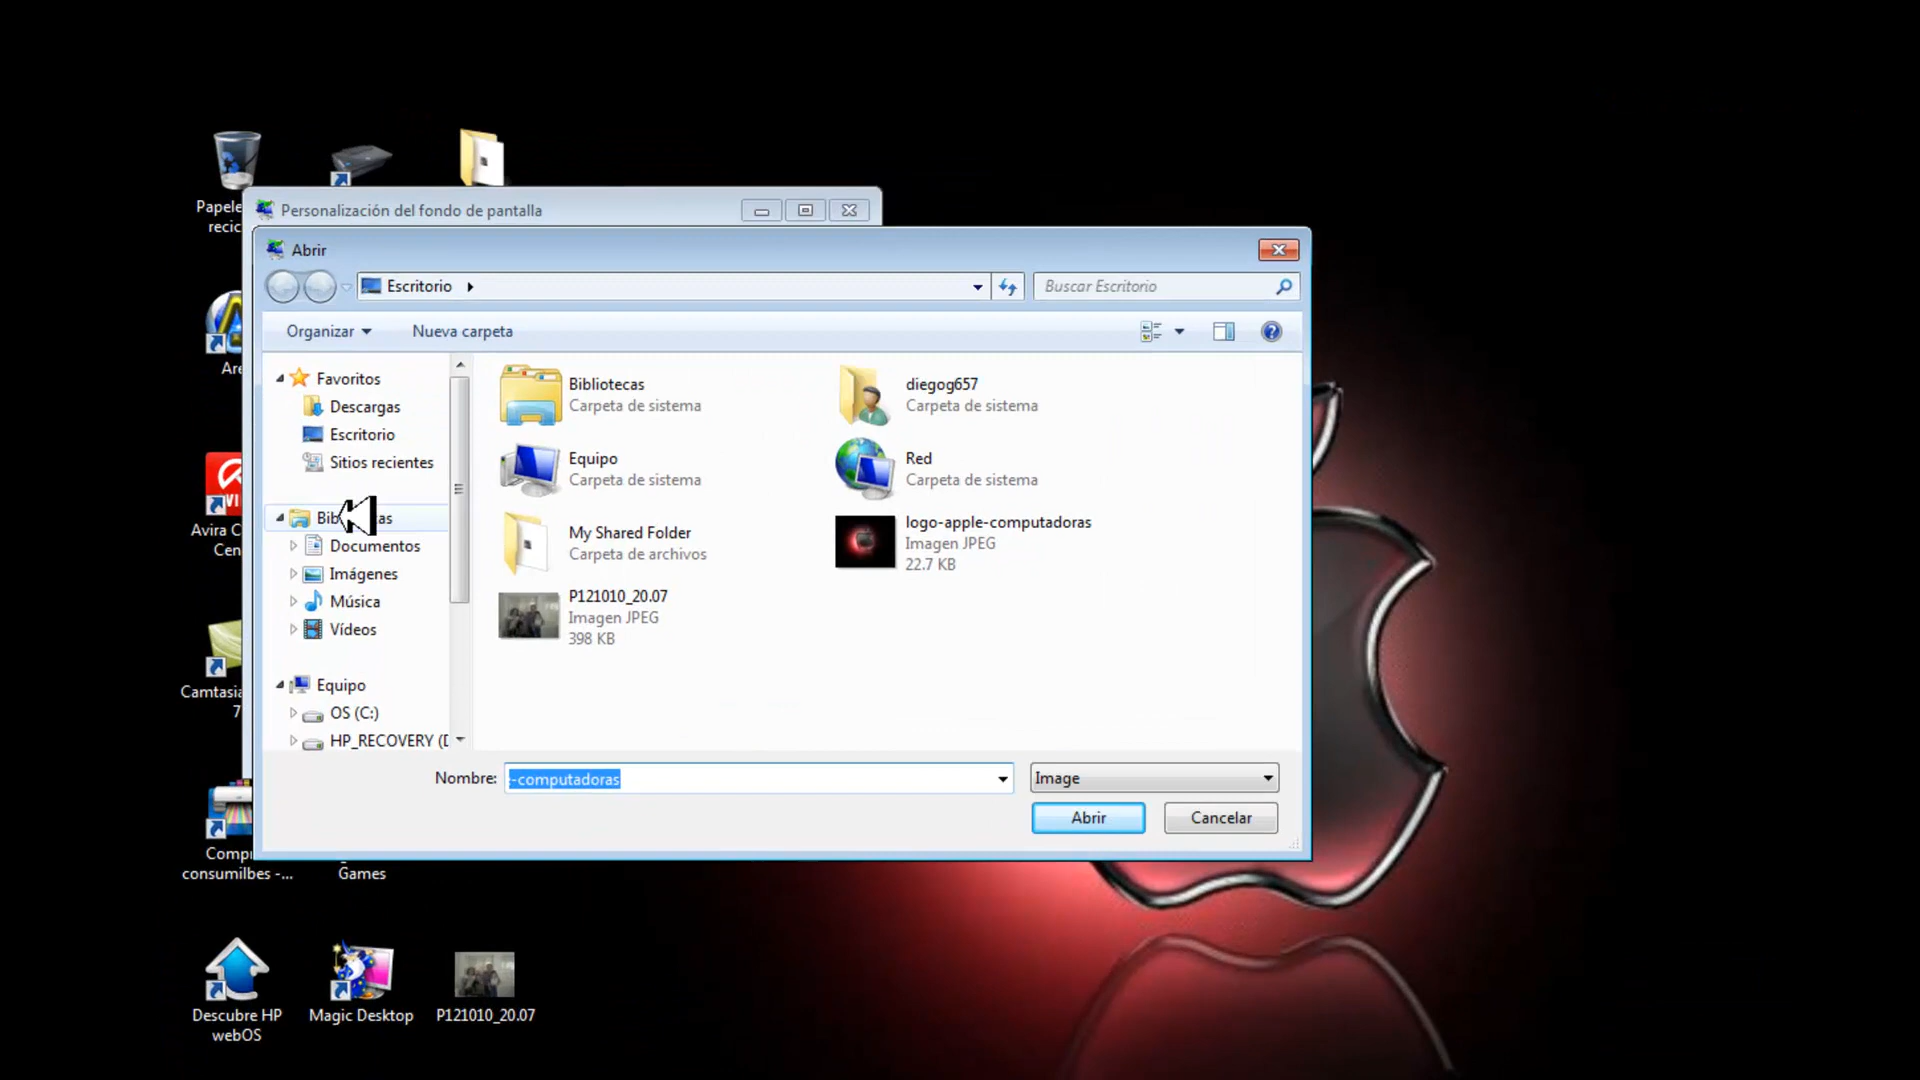 Papele
recic
Personalización del fondo de pantalla
Abrir
Escritorio
Buscar Escritorio
Organizar
Nueva carpeta
Favoritos
Descargas
Escritorio
Sitios recientes
Documentos
Imágenes
Música
Vídeos
Equipo
OS (C:)
HP_RECOVERY (D
Bibliotecas
Carpeta de sistema
diegog657
Carpeta de sistema
Equipo
Carpeta de sistema
Red
Carpeta de sistema
My Shared Folder
Carpeta de archivos
logo-apple-computadoras
Imagen JPEG
22.7 KB
P121010_20.07
Imagen JPEG
398 KB
Nombre:
-computadoras
Image
Abrir
Cancelar
Are
Avira C
Cen
Camtasia
7
Comp
consumilbes -...
Games
Descubre HP
webOS
Magic Desktop
P121010_20.07